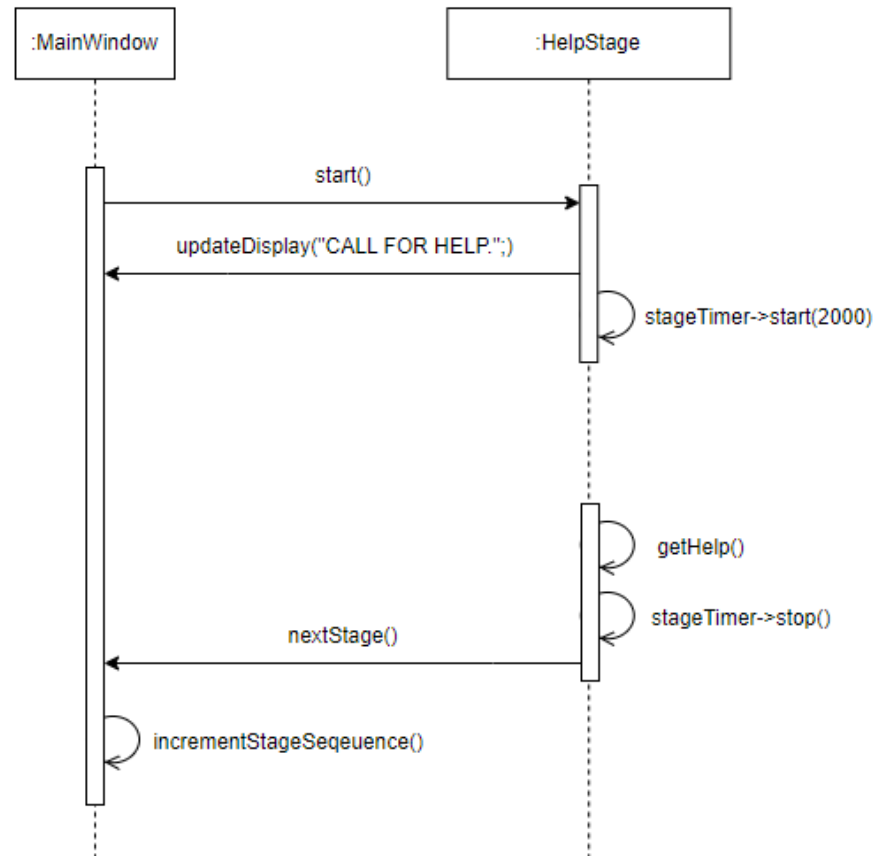 :MainWindow
:HelpStage
start()
updateDisplay("CALL FOR HELP.";)
stageTimer->start(2000)
getHelp()
stageTimer->stop()
nextStage()
incrementStageSeqeuence()